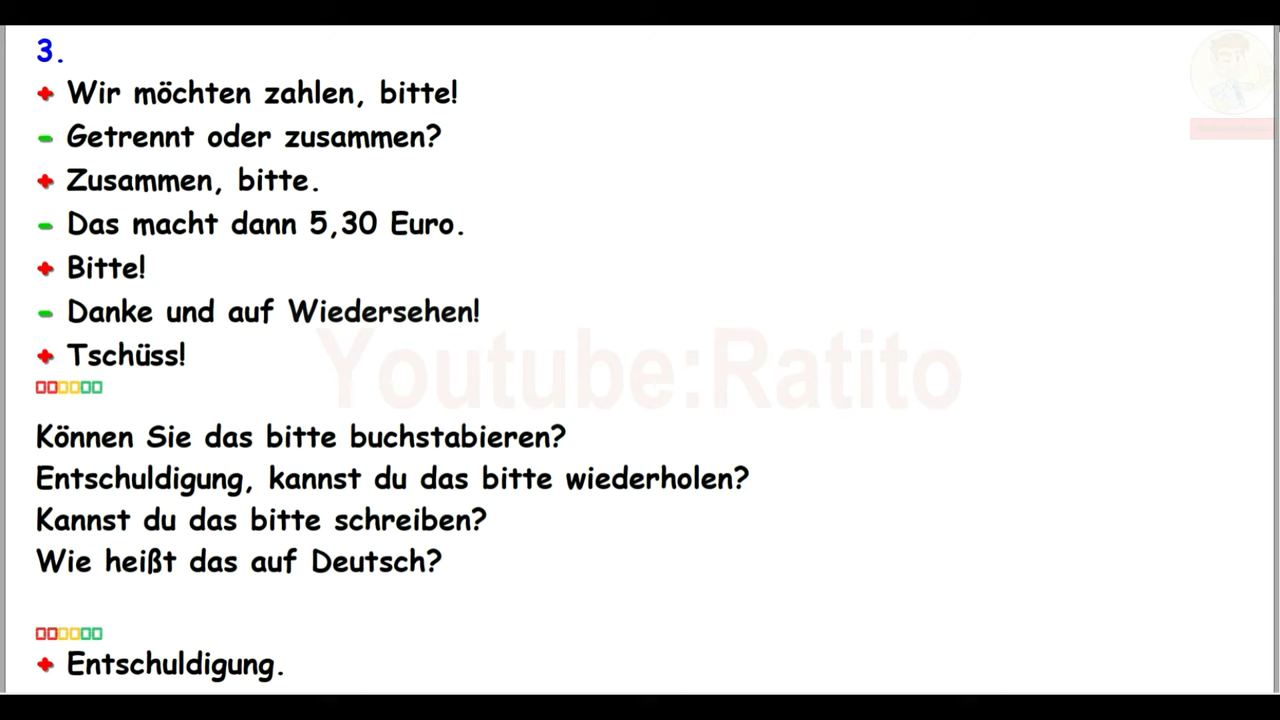 3.
+ Wir möchten zahlen, bitte!
- Getrennt oder zusammen?
+ Zusammen, bitte.
- Das macht dann 5,30 Euro.
+ Bitte!
- Danke und auf Wiedersehen!
+ Tschüss!
Youtube:Ratito
Können Sie das bitte buchstabieren?
Entschuldigung, kannst du das bitte wiederholen?
Kannst du das bitte schreiben?
Wie heißt das auf Deutsch?
+ Entschuldigung.